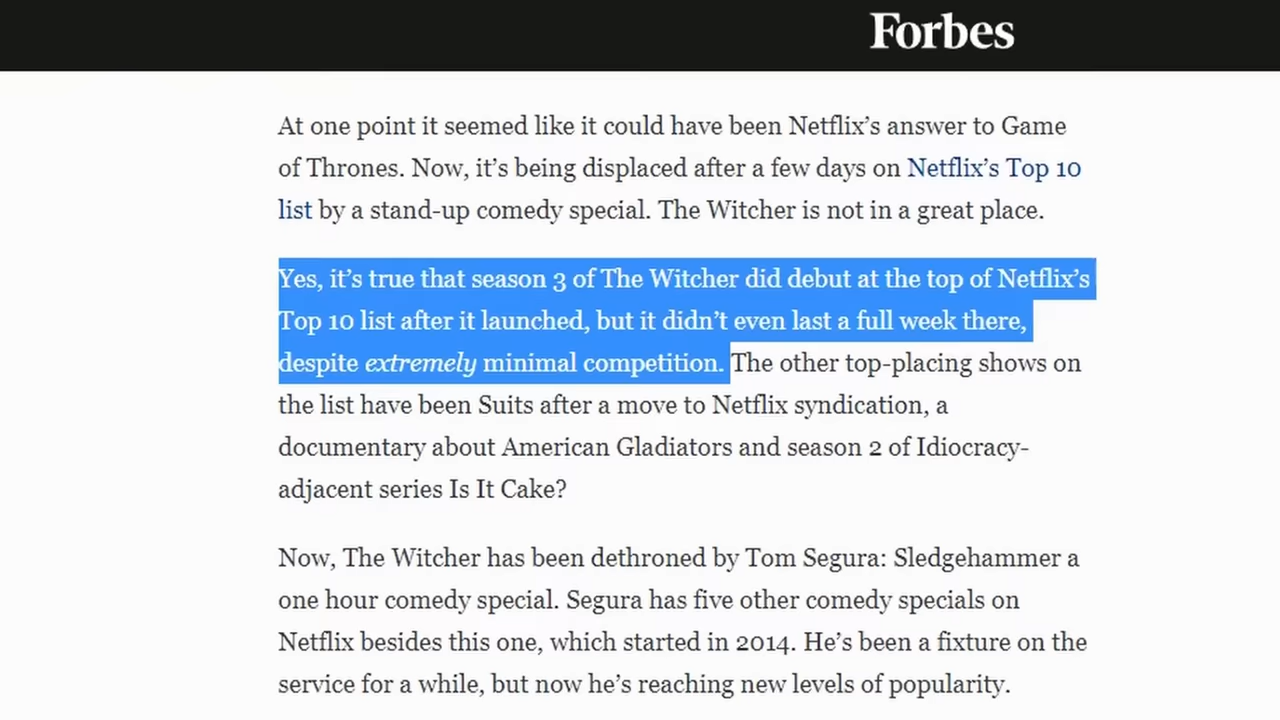 Forbes
At one point it seemed like it could have been Netflix’s answer to Game
of Thrones. Now, it’s being displaced after a few days on Netflix’s Top 10
list by a stand-up comedy special. The Witcher is not in a great place.
Yes, it’s true that season 3 of The Witcher did debut at the top of Netflix’s
Top 10 list after it launched, but it didn’t even last a full week there,
despite extremely minimal competition. The other top-placing shows on
the list have been Suits after a move to Netflix syndication, a
documentary about American Gladiators and season 2 of Idiocracy-
adjacent series Is It Cake?
Now, The Witcher has been dethroned by Tom Segura: Sledgehammer a
one hour comedy special. Segura has five other comedy specials on
Netflix besides this one, which started in 2014. He’s been a fixture on the
service for a while, but now he’s reaching new levels of popularity.